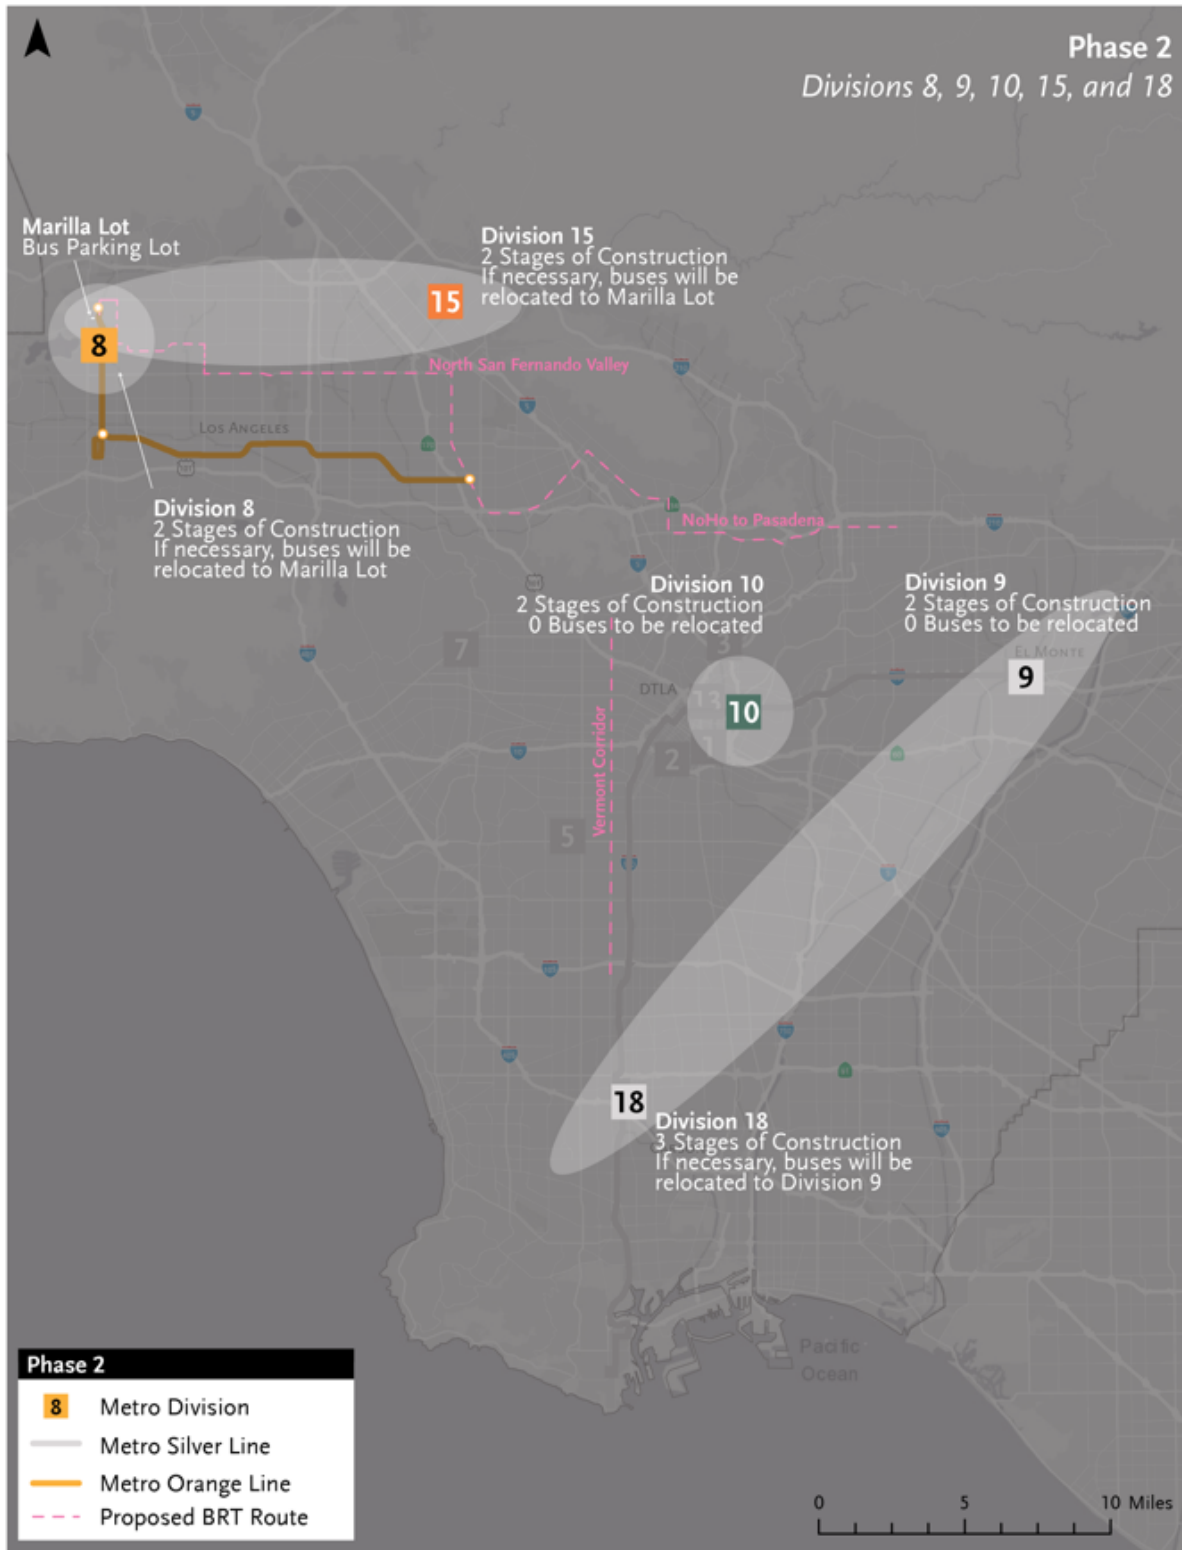 Phase 2
Divisions 8, 9, 10, 15, and 18
Marilla Lot
Bus Parking Lot
Division 15
2 Stages of Construction
If necessary, buses will be
relocated to Marilla Lot
15
8
North San Fernando Valley
LOS ANGELES
Division 8
2 Stages of Construction
If necessary, buses will be
relocated to Marilla Lot
NoHo to Pasadena
Division 10
2 Stages of Construction
0 Buses to be relocated
Division 9
2 Stages of Construction
0 Buses to be relocated
7
3
EL MONTE
9
DTLA
13
10
1
2
Vermont Corridor
5
18
Division 18
3 Stages of Construction
If necessary, buses will be
relocated to Division 9
Pacific
Ocean
Phase 2
8 Metro Division
Metro Silver Line
Metro Orange Line
Proposed BRT Route
0 5 10 Miles